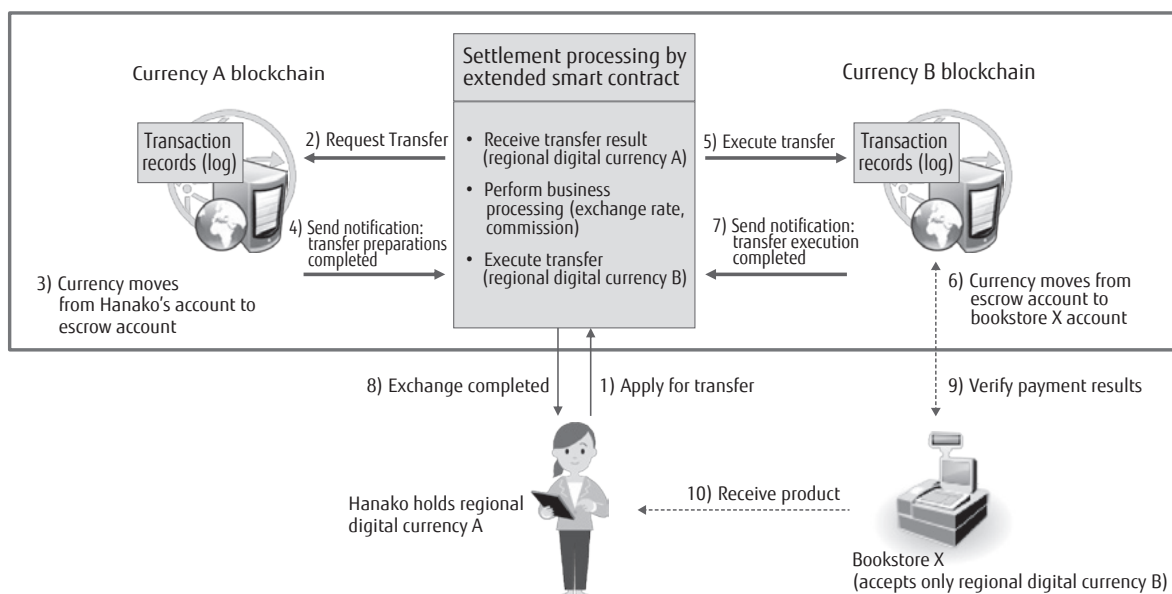 Settlement processing by
extended smart contract
Currency A blockchain
Currency B blockchain
Transaction
records (log)
2) Request Transfer
• Receive transfer result
(regional digital currency A)
• Perform business
processing (exchange rate,
commission)
• Execute transfer
(regional digital currency B)
5) Execute transfer
Transaction
records (log)
4) Send notification:
transfer preparations
completed
7) Send notification:
transfer execution
completed
3) Currency moves
from Hanako's account to
escrow account
6) Currency moves from
escrow account to
bookstore X account
8) Exchange completed
1) Apply for transfer
9) Verify payment results
Hanako holds regional
digital currency A
10) Receive product
Bookstore X
(accepts only regional digital currency B)